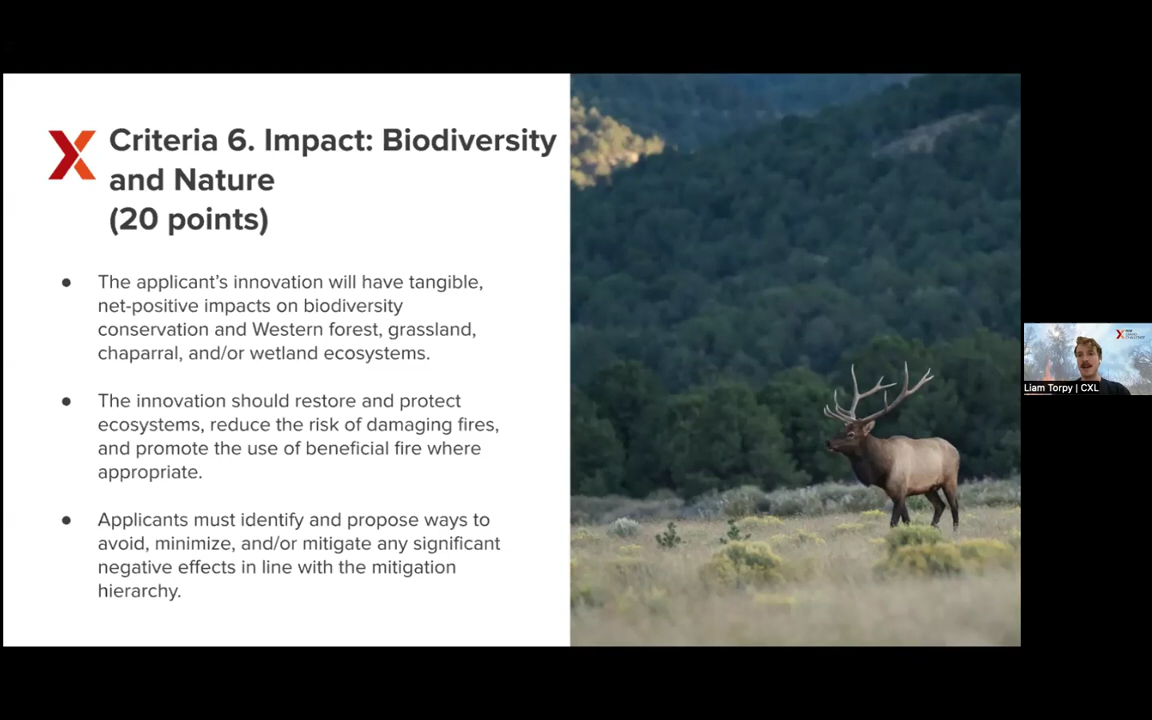 Criteria 6. Impact: Biodiversity
and Nature
(20 points)
● The applicant's innovation will have tangible,
net-positive impacts on biodiversity
conservation and Western forest, grassland,
chaparral, and/or wetland ecosystems.
● The innovation should restore and protect
ecosystems, reduce the risk of damaging fires,
and promote the use of beneficial fire where
appropriate.
● Applicants must identify and propose ways to
avoid, minimize, and/or mitigate any significant
negative effects in line with the mitigation
hierarchy.
Liam Torpy | CXL